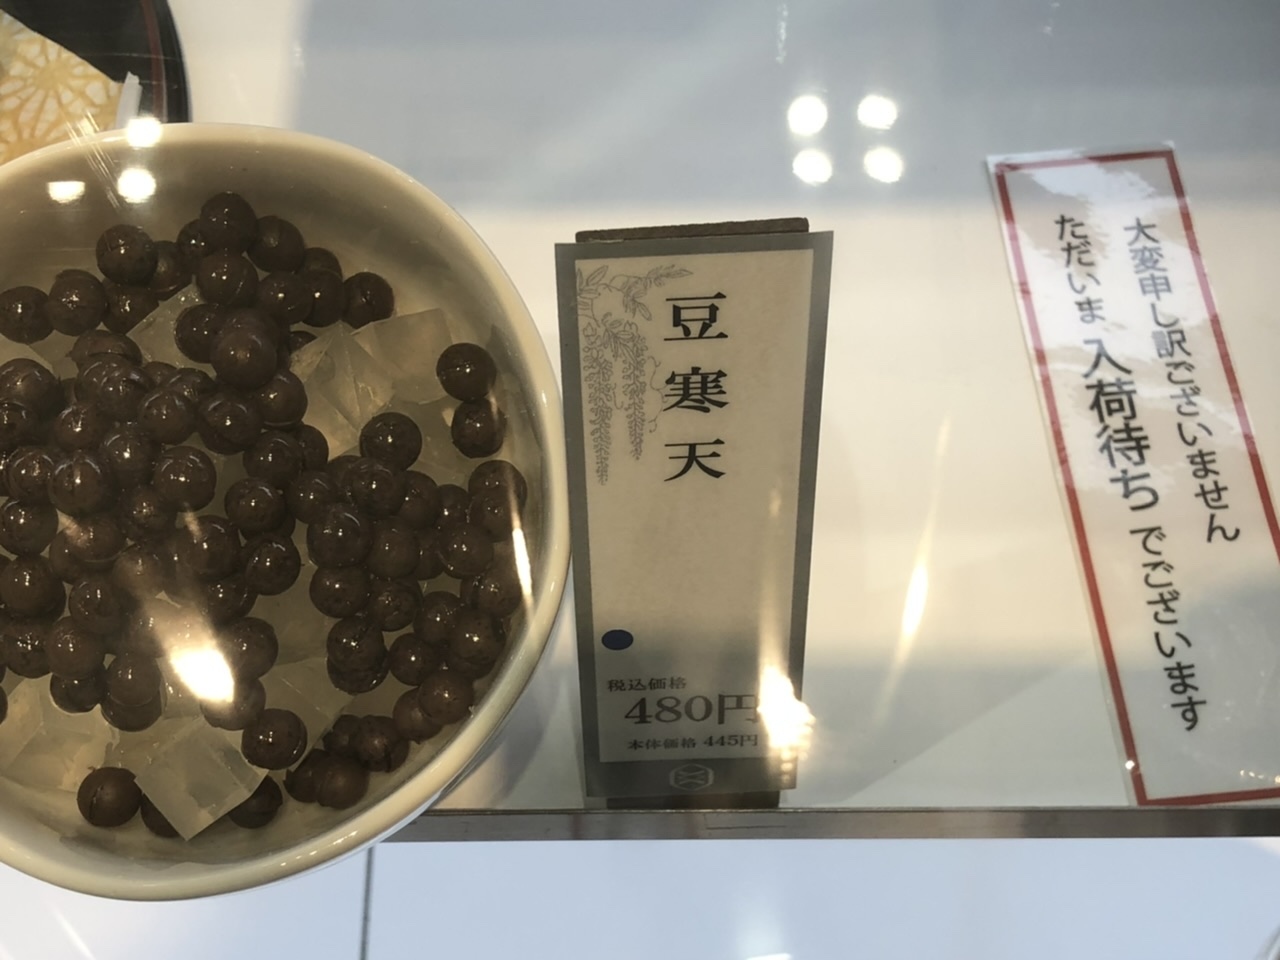 豆寒天
税込価格
480円
本体価格 445円
大変申し訳ございません
ただいま 入荷待ち でございます